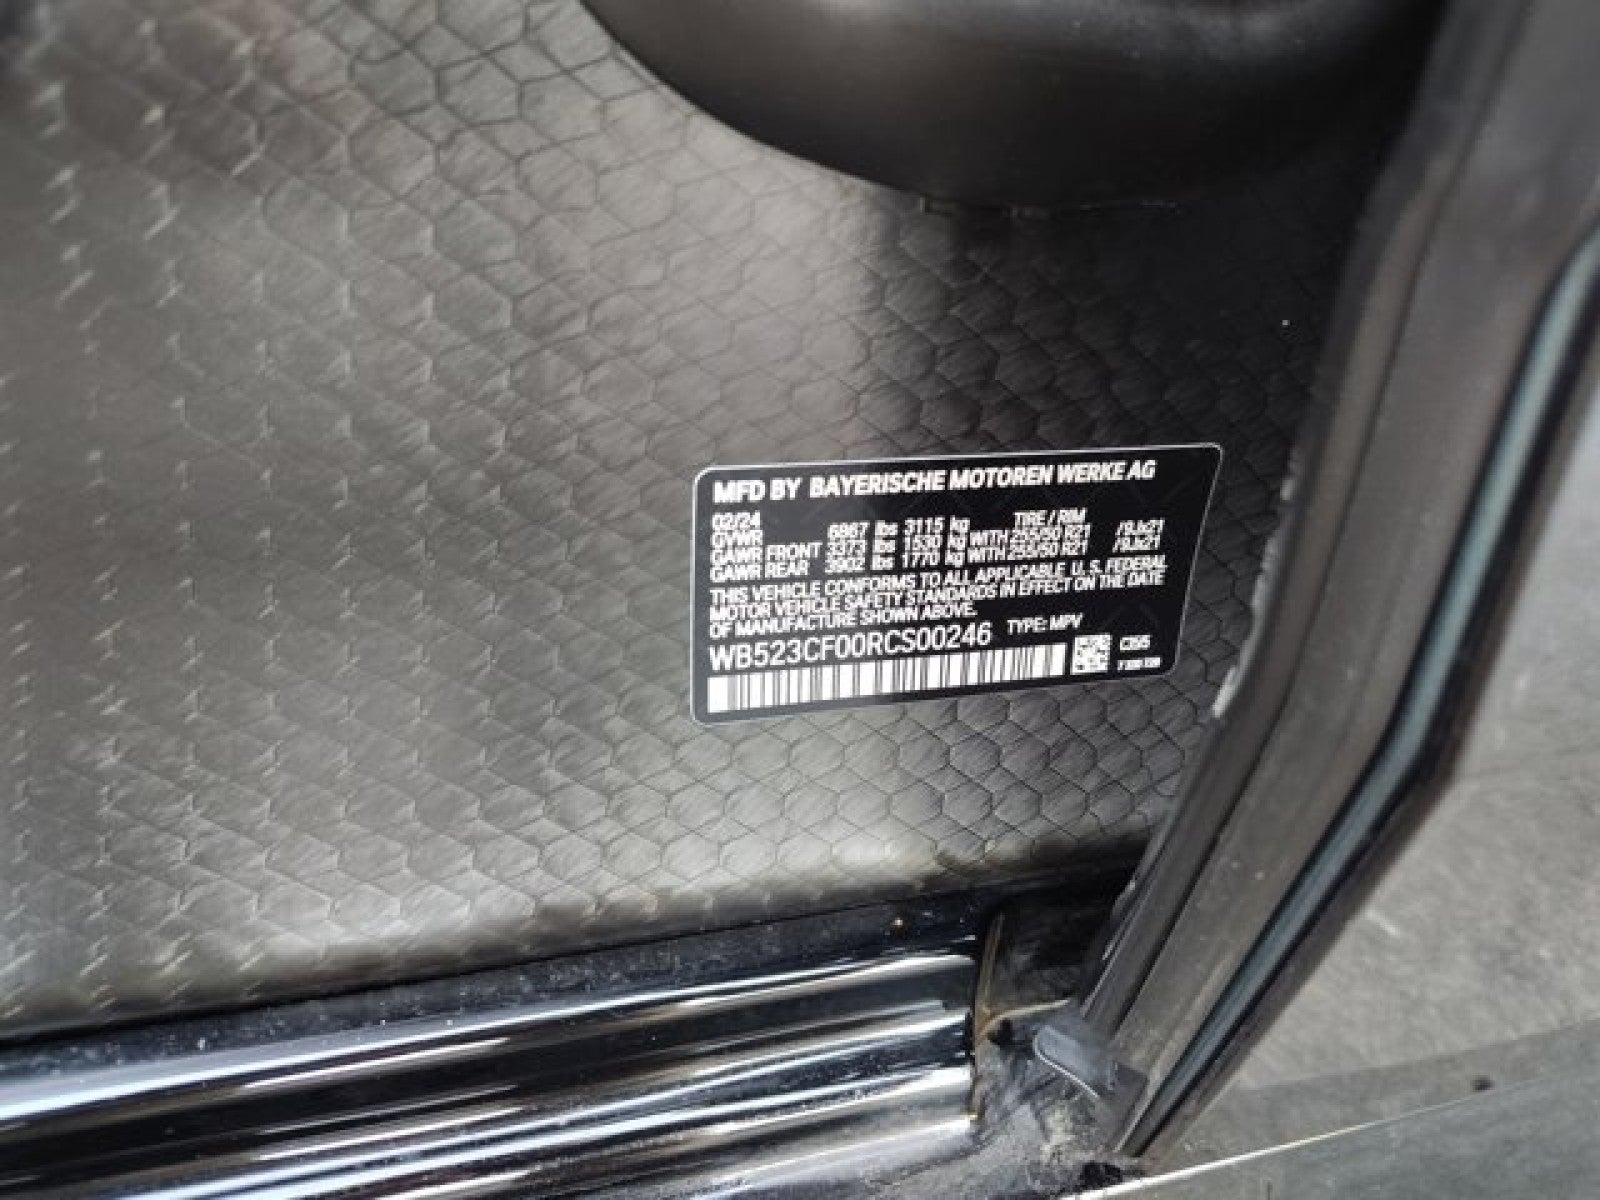 MFD BY BAYERISCHE MOTOREN WERKE AG
02/24 TIRE / RIM
GVWR 6867 lbs 3115 kg
GAWR FRONT 3373 lbs 1530 kg WITH 255/50 R21 /9Jx21
GAWR REAR 3902 lbs 1770 kg WITH 255/50 R21 /9Jx21
THIS VEHICLE CONFORMS TO ALL APPLICABLE U. S. FEDERAL
MOTOR VEHICLE SAFETY STANDARDS IN EFFECT ON THE DATE
OF MANUFACTURE SHOWN ABOVE.
WB523CF00RCS00246 TYPE: MPV